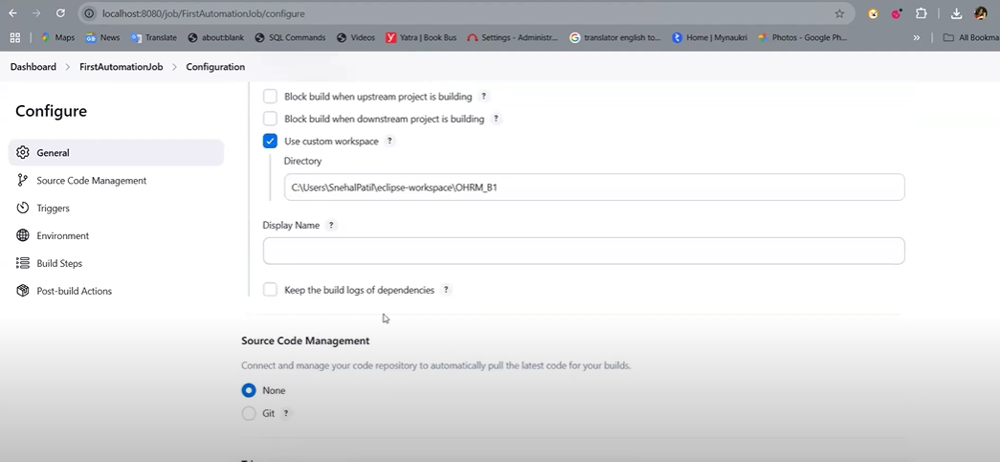 localhost:8080/job/FirstAutomationJob/configure
Maps News Translate about:blank SQL Commands Videos Yatra | Book Bus Settings - Administr... translator english to... Home | Mynaukri Photos - Google Ph... » All Bookma
Dashboard > FirstAutomationJob > Configuration
Configure
General
Source Code Management
Triggers
Environment
Build Steps
Post-build Actions
Block build when upstream project is building ?
Block build when downstream project is building ?
Use custom workspace ?
Directory
C:\Users\SnehalPatil\eclipse-workspace\OHRM_B1
Display Name ?
Keep the build logs of dependencies ?
Source Code Management
Connect and manage your code repository to automatically pull the latest code for your builds.
None
Git ?